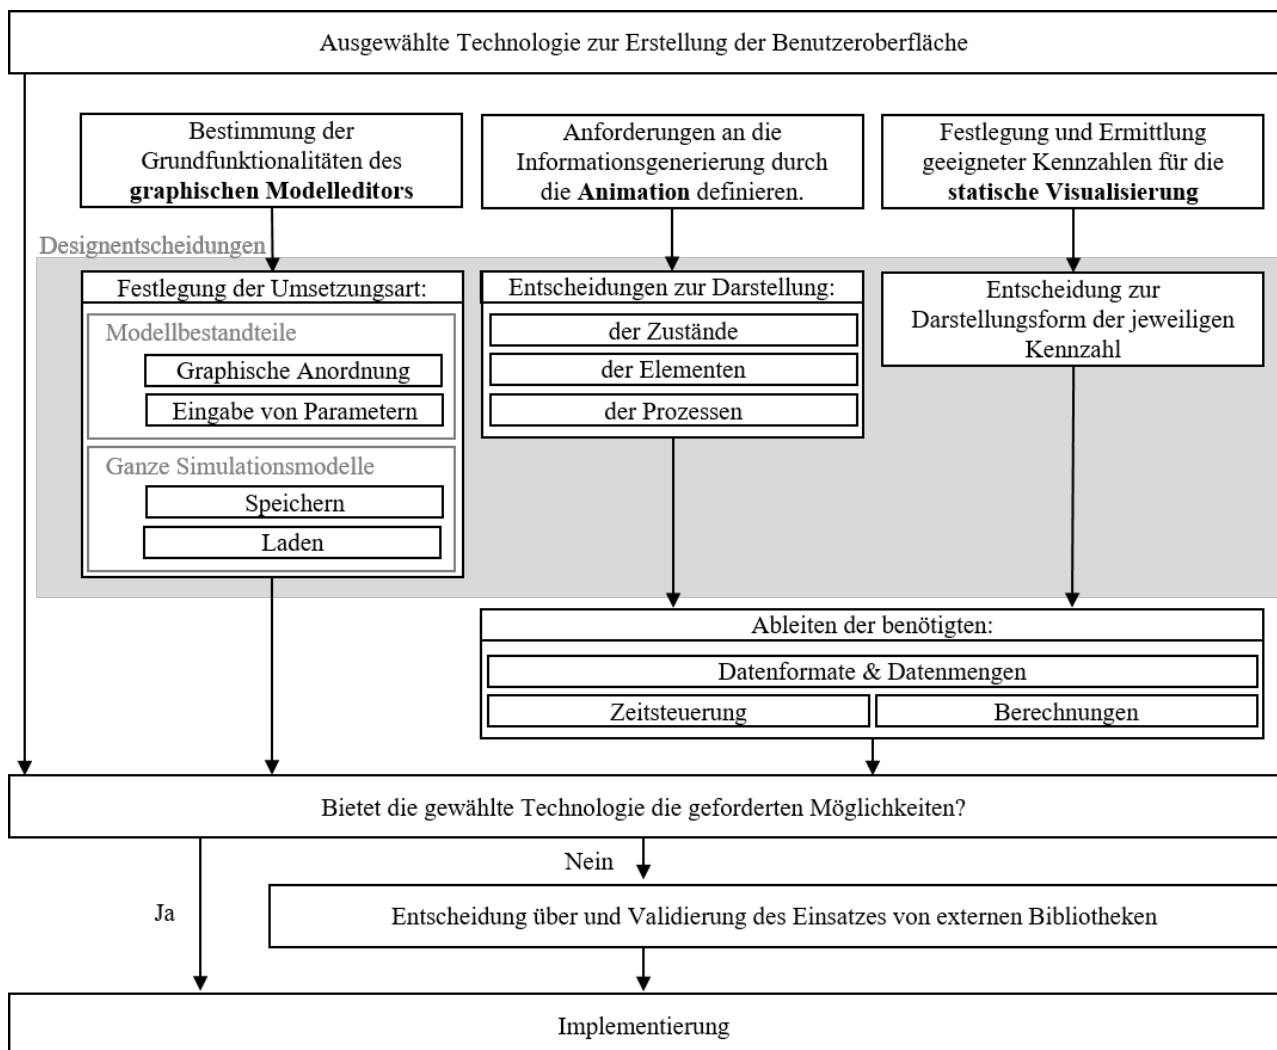 Ausgewählte Technologie zur Erstellung der Benutzeroberfläche
Bestimmung der
Grundfunktionalitäten des
graphischen Modelleditors
Anforderungen an die
Informationsgenerierung durch
die Animation definieren.
Festlegung und Ermittlung
geeigneter Kennzahlen für die
statische Visualisierung
Designentscheidungen
Festlegung der Umsetzungsart:
Modellbestandteile
Graphische Anordnung
Eingabe von Parametern
Ganze Simulationsmodelle
Speichern
Laden
Entscheidungen zur Darstellung:
der Zustände
der Elementen
der Prozessen
Entscheidung zur
Darstellungsform der jeweiligen
Kennzahl
Ableiten der benötigten:
Datenformate & Datenmengen
Zeitsteuerung
Berechnungen
Bietet die gewählte Technologie die geforderten Möglichkeiten?
Nein
Ja
Entscheidung über und Validierung des Einsatzes von externen Bibliotheken
Implementierung